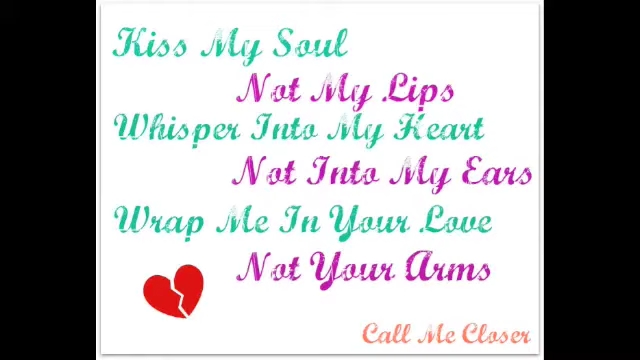 Kiss My Soul
Not My Lips
Whisper Into My Heart
Not Into My Ears
Wrap Me In Your Love
Not Your Arms
Call Me Closer